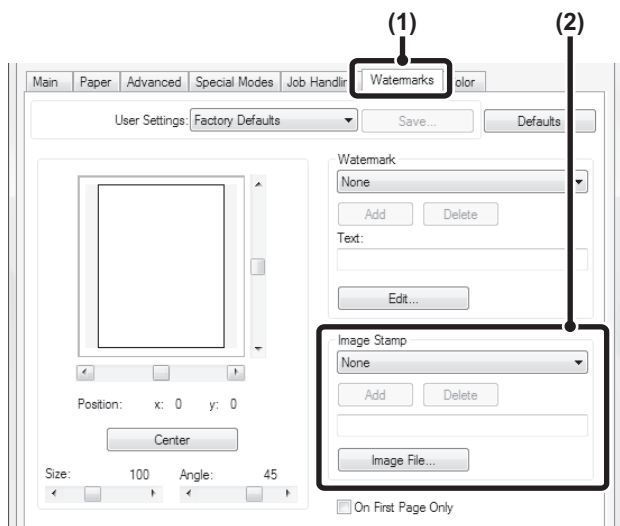 (1) (2)
Main Paper Advanced Special Modes Job Handlin Watermarks olor
User Settings: Factory Defaults Save... Defaults
Watermark
None
Add Delete
Text:
Edit...
Image Stamp
None
Add Delete
Image File...
Position: x: 0 y: 0
Center
Size: 100 Angle: 45
On First Page Only